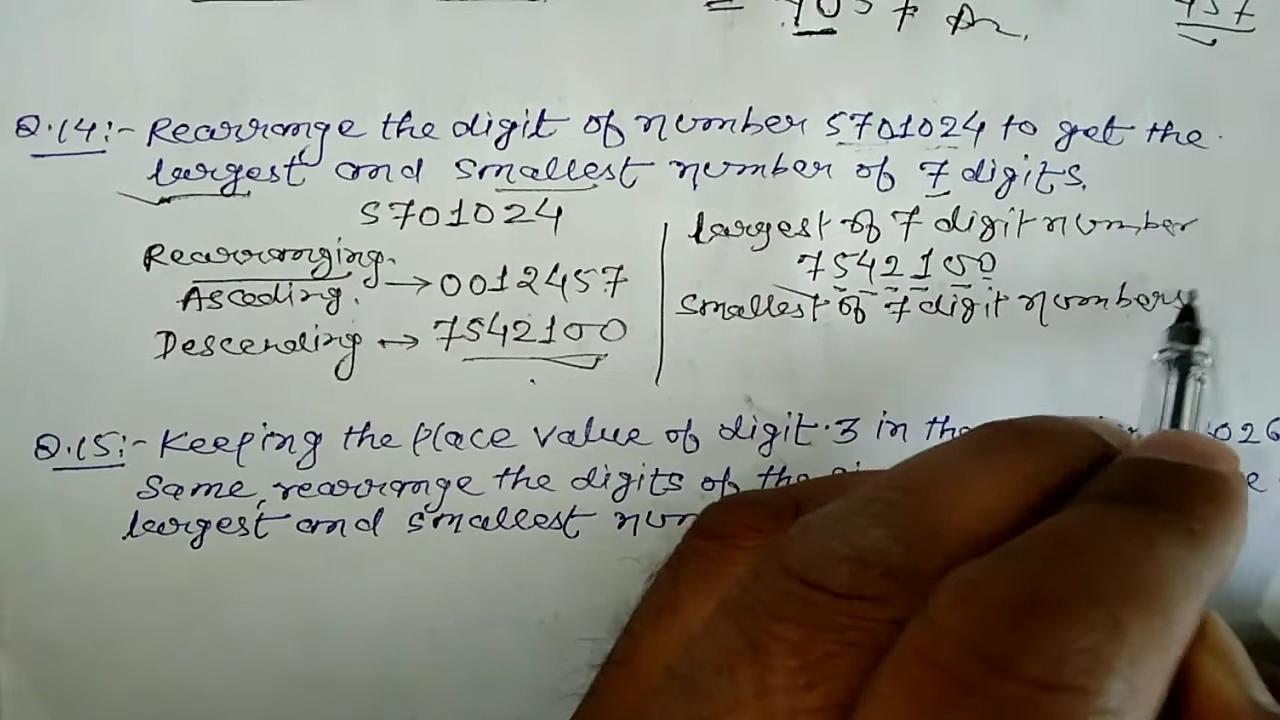 Q.14:- Rearrange the digit of number 5701024 to get the
largest and smallest number of 7 digits.
5701024
Rearranging
Ascoding. → 0012457
Descending → 7542100
largest of 7 digit number
7542100
smallest of 7 digit numbers
Q.15:- Keeping the place value of digit 3 in the
Same, rearrange the digits of the
largest and smallest